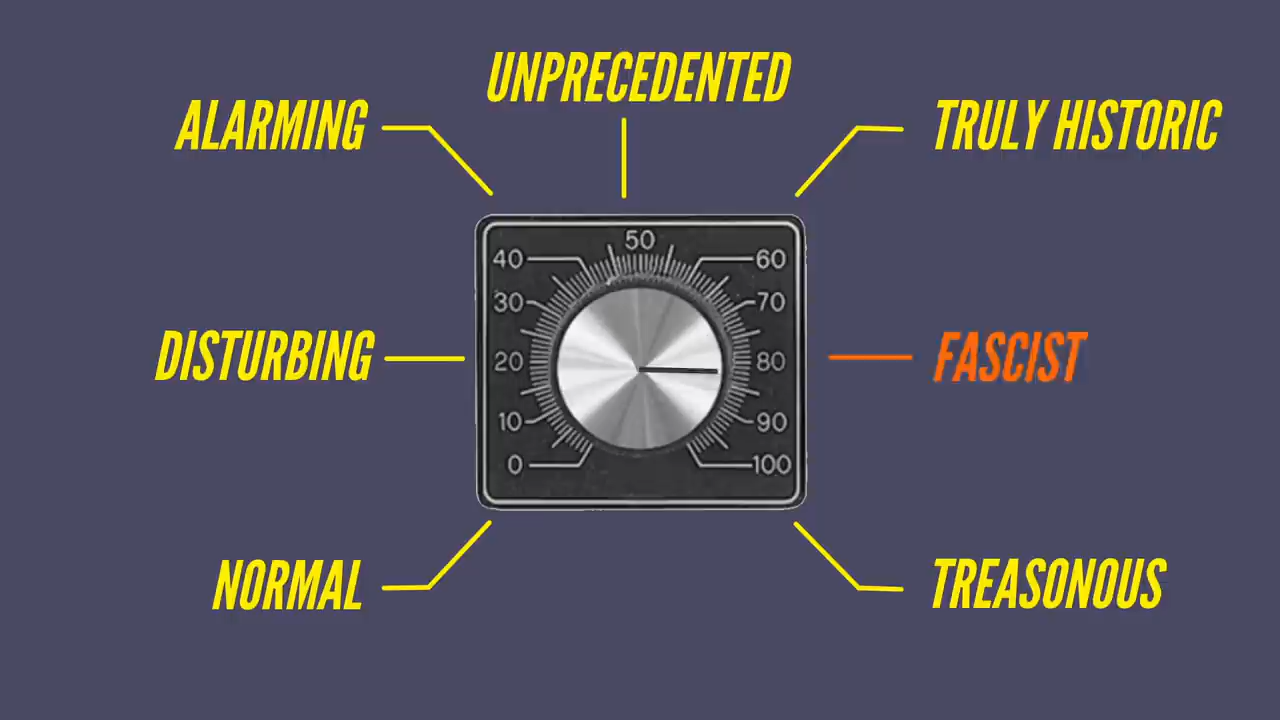 UNPRECEDENTED
ALARMING
TRULY HISTORIC
50
40
60
30
70
DISTURBING
20
80
FASCIST
10
90
0
100
NORMAL
TREASONOUS